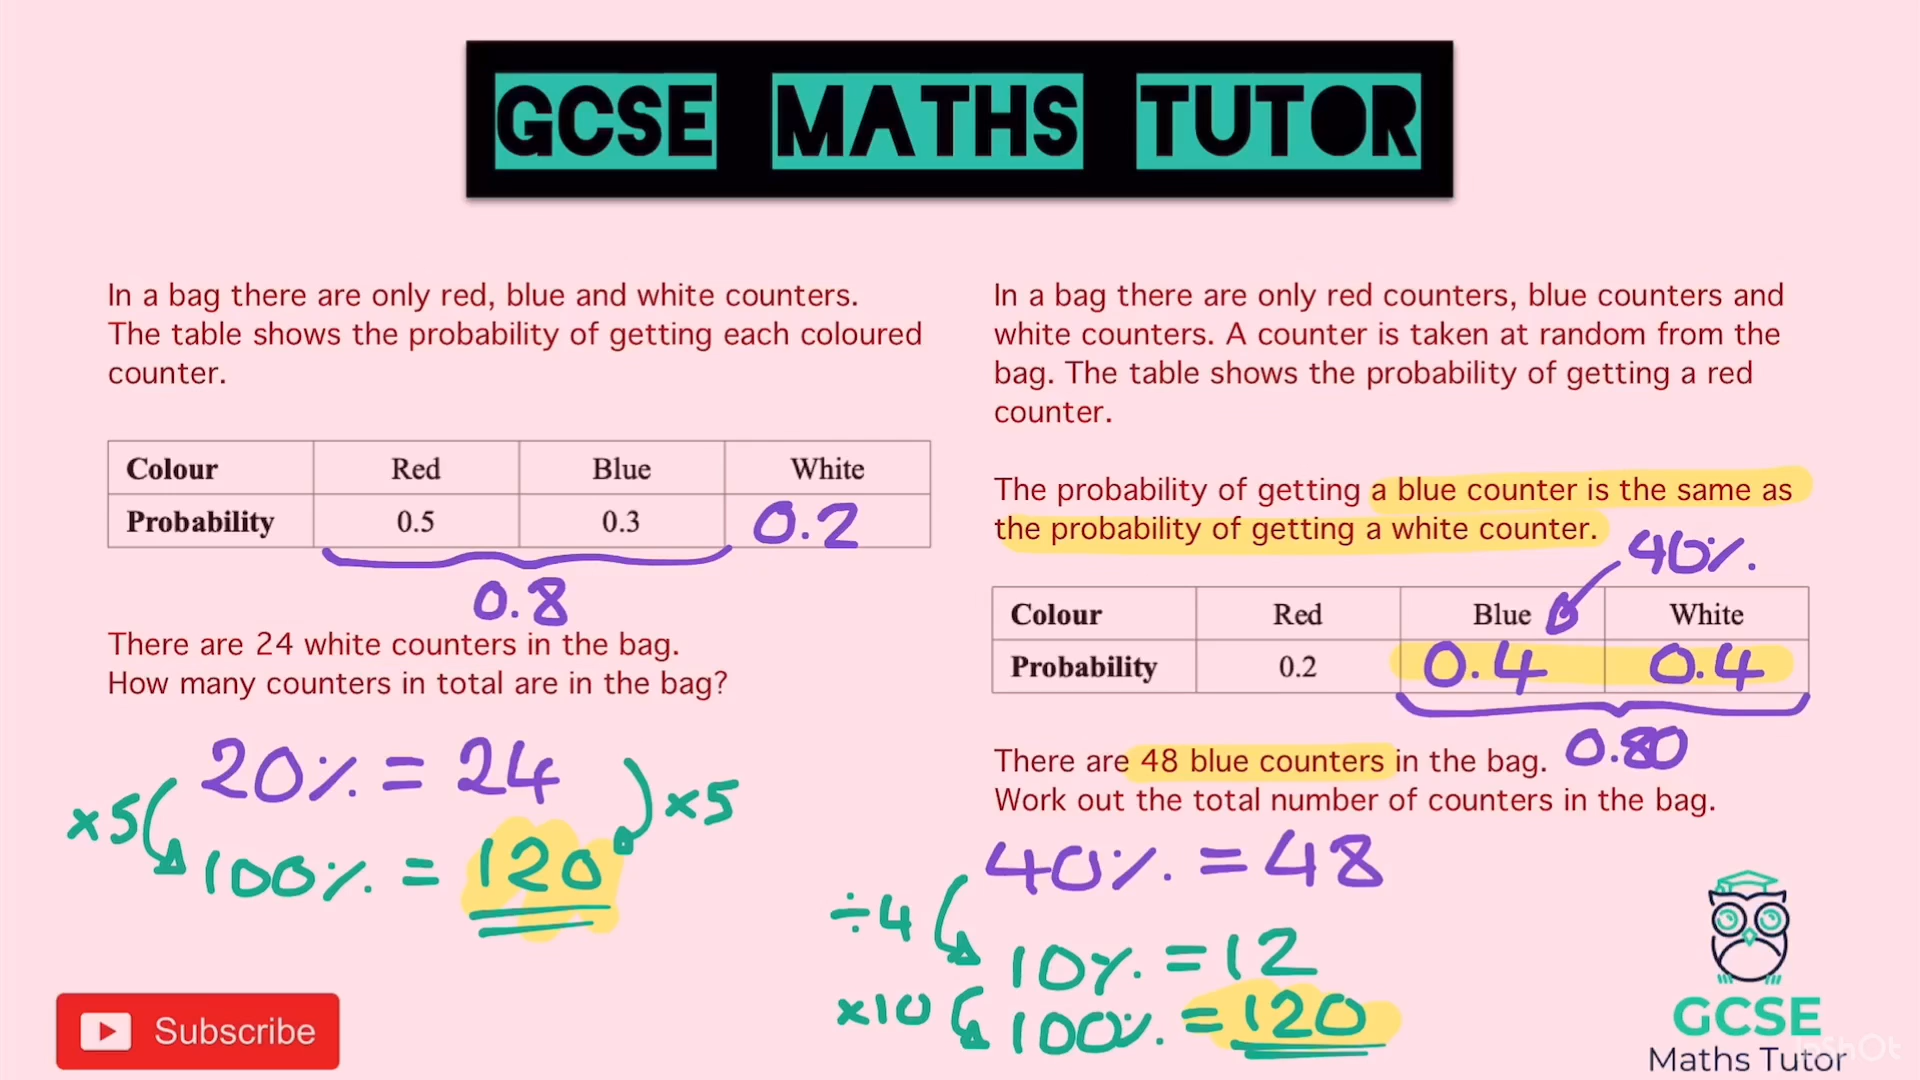 GCSE MATHS TUTOR
In a bag there are only red, blue and white counters.
The table shows the probability of getting each coloured
counter.
Colour Red Blue White
Probability 0.5 0.3 0.2
0.8
There are 24 white counters in the bag.
How many counters in total are in the bag?
20% = 24
×5 ×5
100% = 120
Subscribe
In a bag there are only red counters, blue counters and
white counters. A counter is taken at random from the
bag. The table shows the probability of getting a red
counter.
The probability of getting a blue counter is the same as
the probability of getting a white counter.
40%
Colour Red Blue White
Probability 0.2 0.4 0.4
0.80
There are 48 blue counters in the bag.
Work out the total number of counters in the bag.
40% = 48
÷4
10% = 12
×10
100% = 120
GCSE
Maths Tutor
InShOt